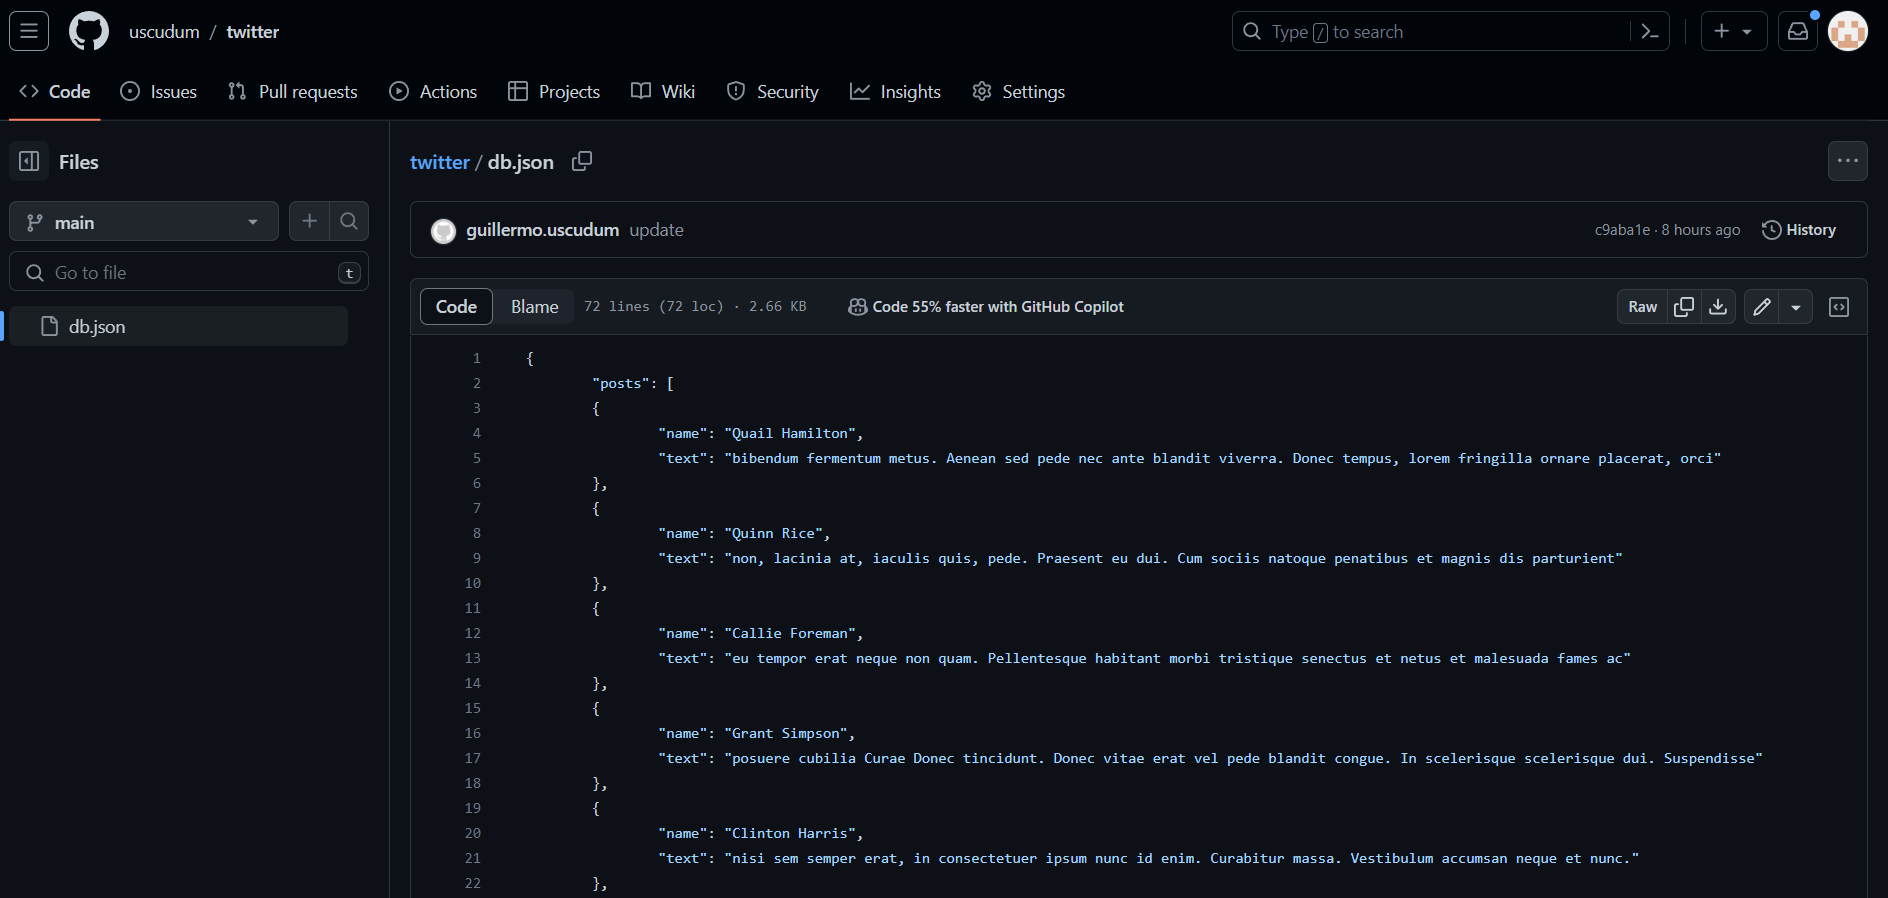 uscudum / twitter
Type / to search
Code
Issues
Pull requests
Actions
Projects
Wiki
Security
Insights
Settings
Files
main
Go to file
t
db.json
twitter / db.json
guillermo.uscudum update
c9aba1e · 8 hours ago
History
Code
Blame
72 lines (72 loc) · 2.66 KB
Code 55% faster with GitHub Copilot
Raw
1 {
2 "posts": [
3 {
4 "name": "Quail Hamilton",
5 "text": "bibendum fermentum metus. Aenean sed pede nec ante blandit viverra. Donec tempus, lorem fringilla ornare placerat, orci"
6 },
7 {
8 "name": "Quinn Rice",
9 "text": "non, lacinia at, iaculis quis, pede. Praesent eu dui. Cum sociis natoque penatibus et magnis dis parturient"
10 },
11 {
12 "name": "Callie Foreman",
13 "text": "eu tempor erat neque non quam. Pellentesque habitant morbi tristique senectus et netus et malesuada fames ac"
14 },
15 {
16 "name": "Grant Simpson",
17 "text": "posuere cubilia Curae Donec tincidunt. Donec vitae erat vel pede blandit congue. In scelerisque scelerisque dui. Suspendisse"
18 },
19 {
20 "name": "Clinton Harris",
21 "text": "nisi sem semper erat, in consectetuer ipsum nunc id enim. Curabitur massa. Vestibulum accumsan neque et nunc."
22 },